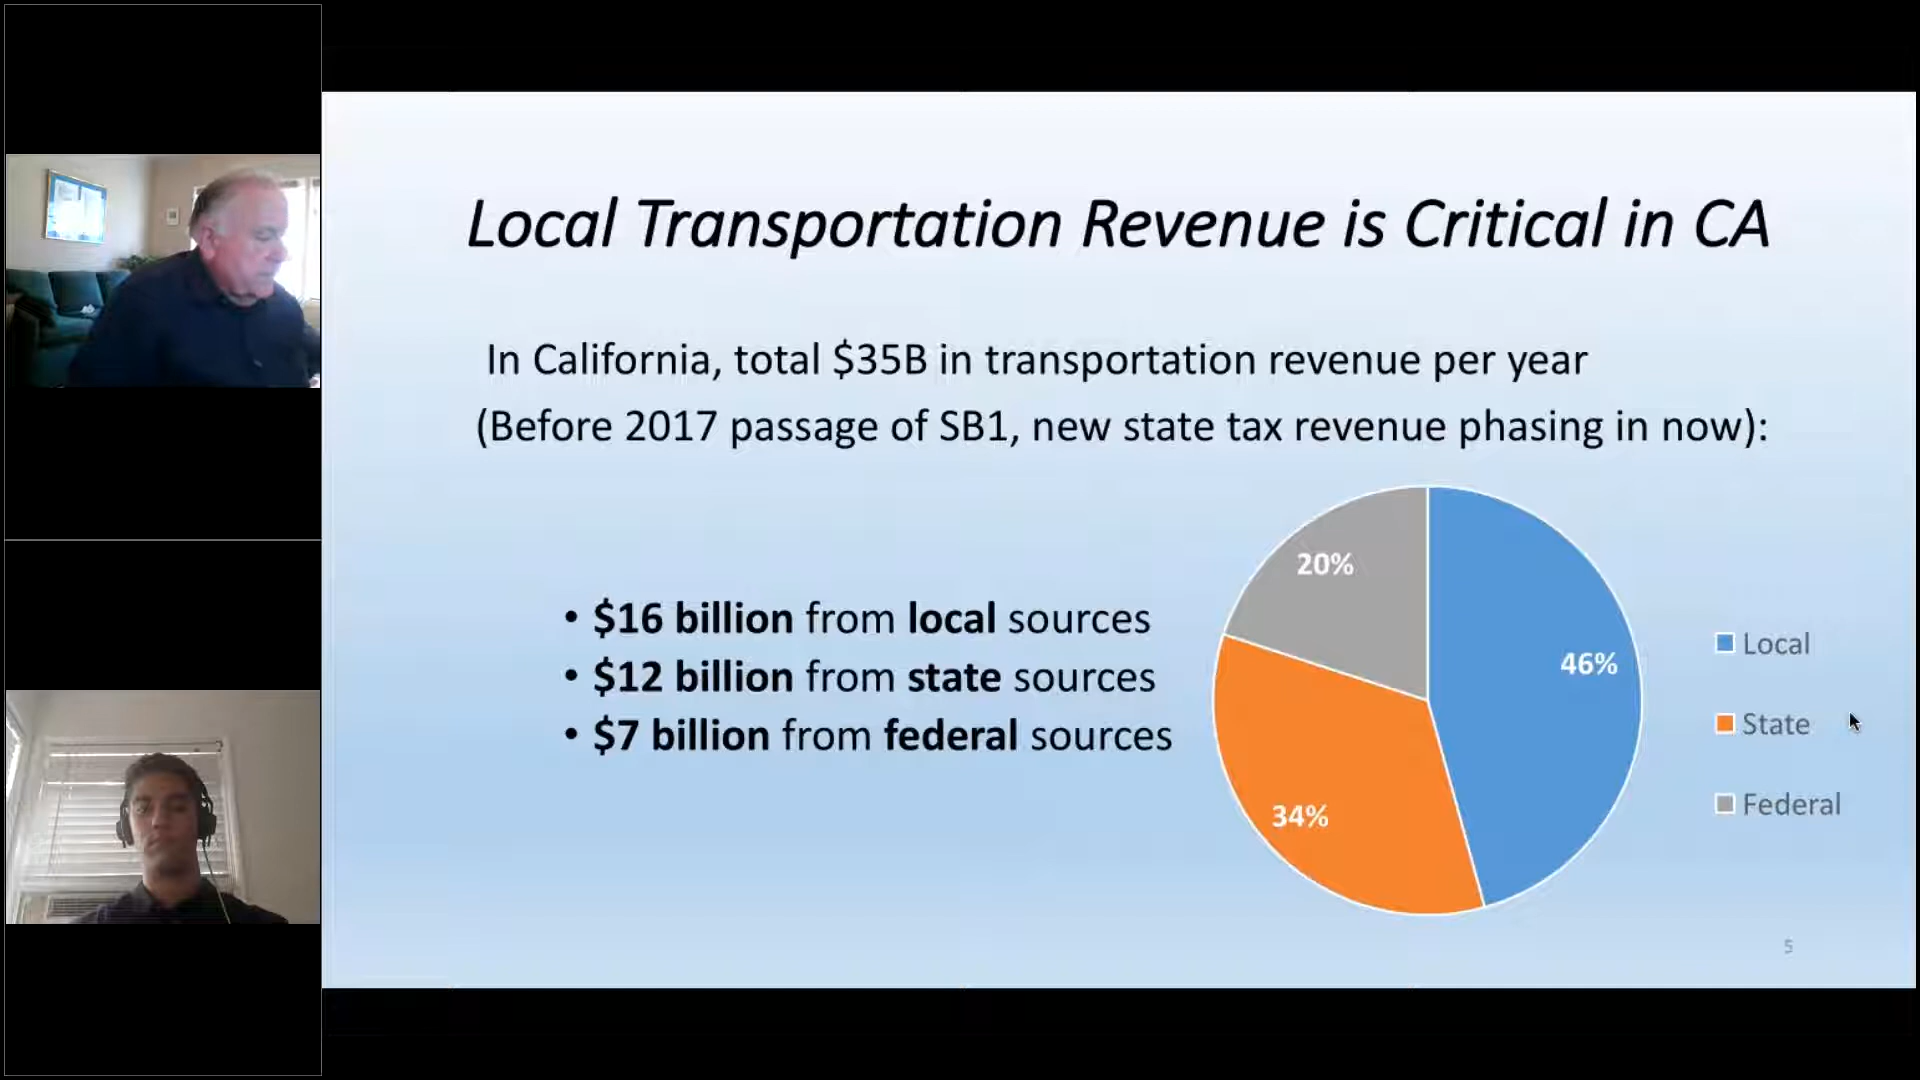 Local Transportation Revenue is Critical in CA
In California, total $35B in transportation revenue per year
(Before 2017 passage of SB1, new state tax revenue phasing in now):
• $16 billion from local sources
• $12 billion from state sources
• $7 billion from federal sources
20%
46%
34%
Local
State
Federal
5